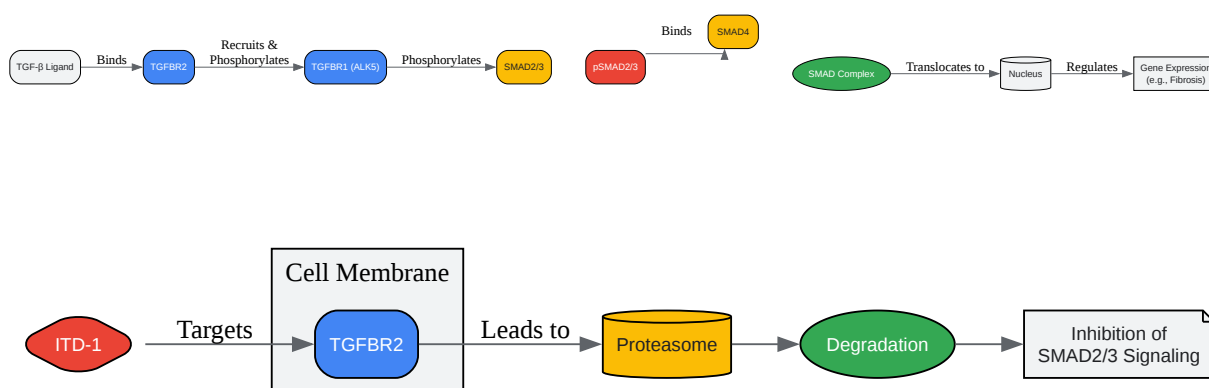 TGF-β Ligand
Binds
TGFBR2
Recruits &
Phosphorylates
TGFBR1 (ALK5)
Phosphorylates
SMAD2/3
pSMAD2/3
Binds
SMAD4
SMAD Complex
Translocates to
Nucleus
Regulates
Gene Expression
(e.g., Fibrosis)
ITD-1
Targets
Cell Membrane
TGFBR2
Leads to
Proteasome
Degradation
Inhibition of
SMAD2/3 Signaling